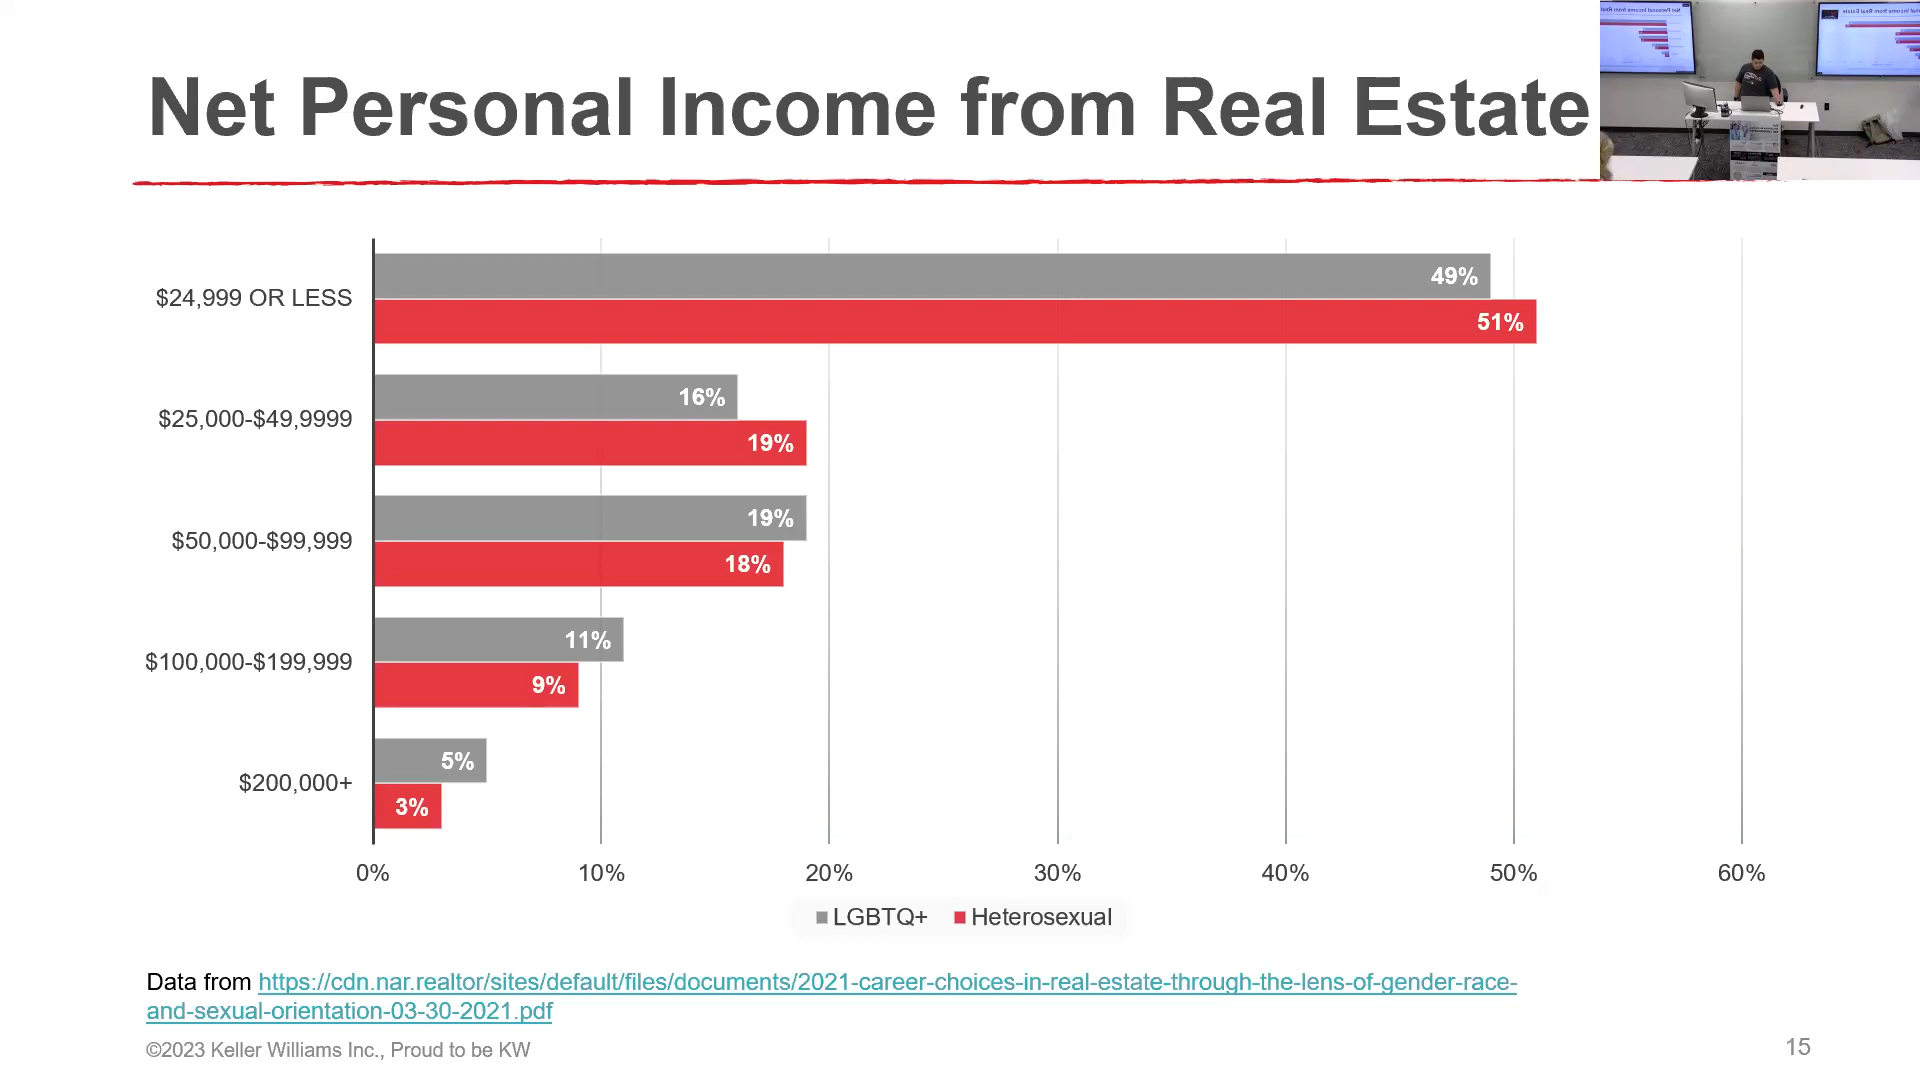 Net Personal Income from Real Estate
$24,999 OR LESS
49%
51%
$25,000-$49,9999
16%
19%
$50,000-$99,999
19%
18%
$100,000-$199,999
11%
9%
$200,000+
5%
3%
0% 10% 20% 30% 40% 50% 60%
LGBTQ+ Heterosexual
Data from https://cdn.nar.realtor/sites/default/files/documents/2021-career-choices-in-real-estate-through-the-lens-of-gender-race-
and-sexual-orientation-03-30-2021.pdf
©2023 Keller Williams Inc., Proud to be KW
15